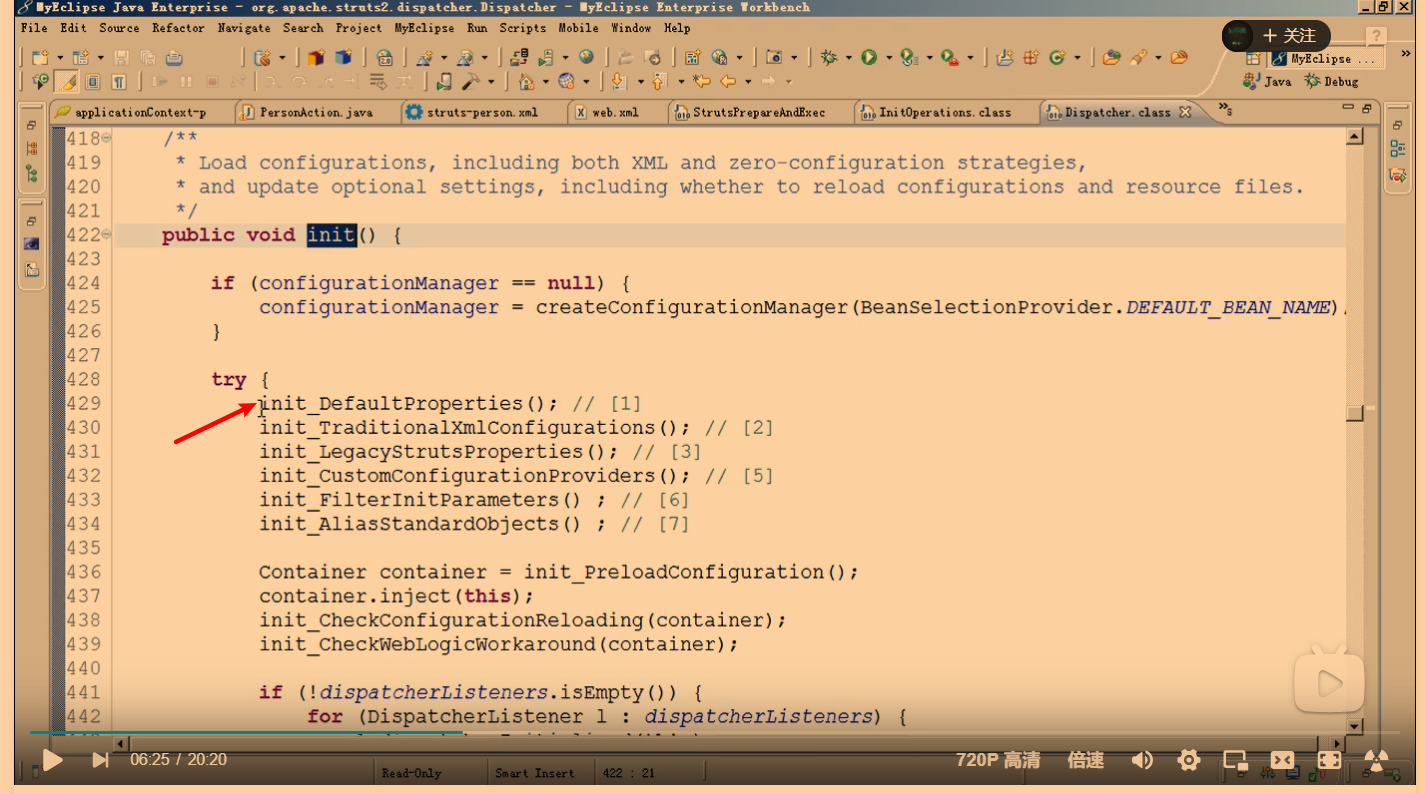 MyEclipse Java Enterprise - org.apache.struts2.dispatcher.Dispatcher - MyEclipse Enterprise Workbench
File Edit Source Refactor Navigate Search Project MyEclipse Run Scripts Mobile Window Help
+ 关注
MyEclipse ...
Java Debug
applicationContext-p PersonAction.java struts-person.xml web.xml StrutsPrepareAndExec InitOperations.class Dispatcher.class
418 /**
419 * Load configurations, including both XML and zero-configuration strategies,
420 * and update optional settings, including whether to reload configurations and resource files.
421 */
422 public void init() {
423
424 if (configurationManager == null) {
425 configurationManager = createConfigurationManager(BeanSelectionProvider.DEFAULT_BEAN_NAME)
426 }
427
428 try {
429 init_DefaultProperties(); // [1]
430 init_TraditionalXmlConfigurations(); // [2]
431 init_LegacyStrutsProperties(); // [3]
432 init_CustomConfigurationProviders(); // [5]
433 init_FilterInitParameters() ; // [6]
434 init_AliasStandardObjects() ; // [7]
435
436 Container container = init_PreloadConfiguration();
437 container.inject(this);
438 init_CheckConfigurationReloading(container);
439 init_CheckWebLogicWorkaround(container);
440
441 if (!dispatcherListeners.isEmpty()) {
442 for (DispatcherListener l : dispatcherListeners) {
06:25 / 20:20 720P 高清 倍速
Read-Only Smart Insert 422 : 21